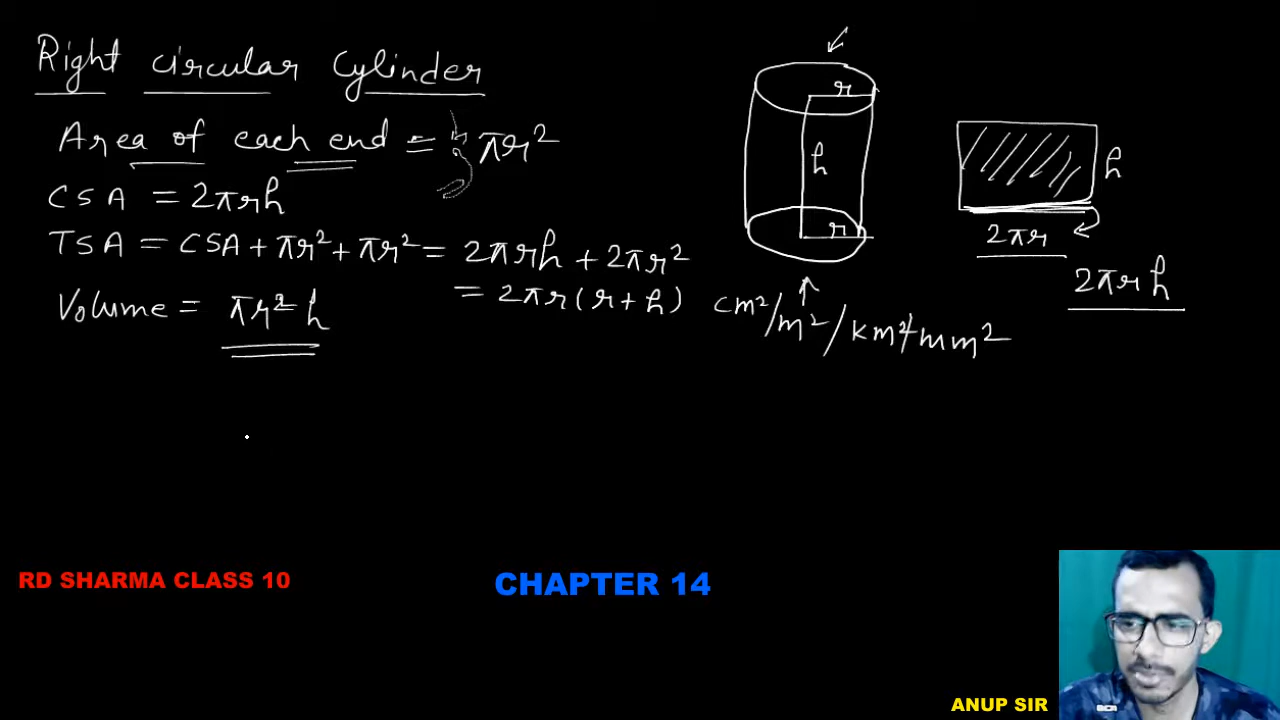 Right circular Cylinder
Area of each end = πr²
CSA = 2πrh
TSA = CSA + πr² + πr² = 2πrh + 2πr²
= 2πr(r+h) cm²/m²/km²/mm²
Volume = πr²h
r
h
r
h
2πr
2πrh
RD SHARMA CLASS 10
CHAPTER 14
ANUP SIR